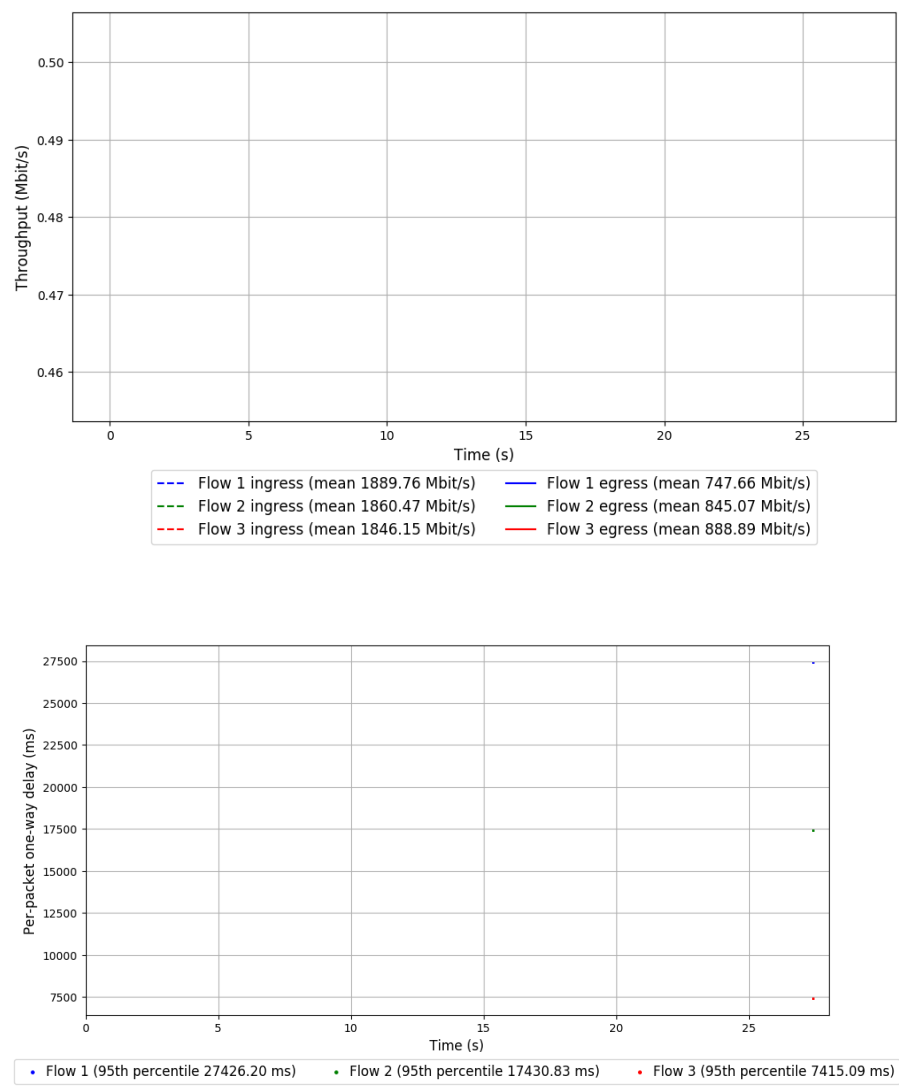 0.50
0.49
0.48
0.47
0.46
Throughput (Mbit/s)
0 5 10 15 20 25
Time (s)
Flow 1 ingress (mean 1889.76 Mbit/s) Flow 1 egress (mean 747.66 Mbit/s)
Flow 2 ingress (mean 1860.47 Mbit/s) Flow 2 egress (mean 845.07 Mbit/s)
Flow 3 ingress (mean 1846.15 Mbit/s) Flow 3 egress (mean 888.89 Mbit/s)
27500
25000
22500
20000
17500
15000
12500
10000
7500
Per-packet one-way delay (ms)
0 5 10 15 20 25
Time (s)
Flow 1 (95th percentile 27426.20 ms) Flow 2 (95th percentile 17430.83 ms) Flow 3 (95th percentile 7415.09 ms)